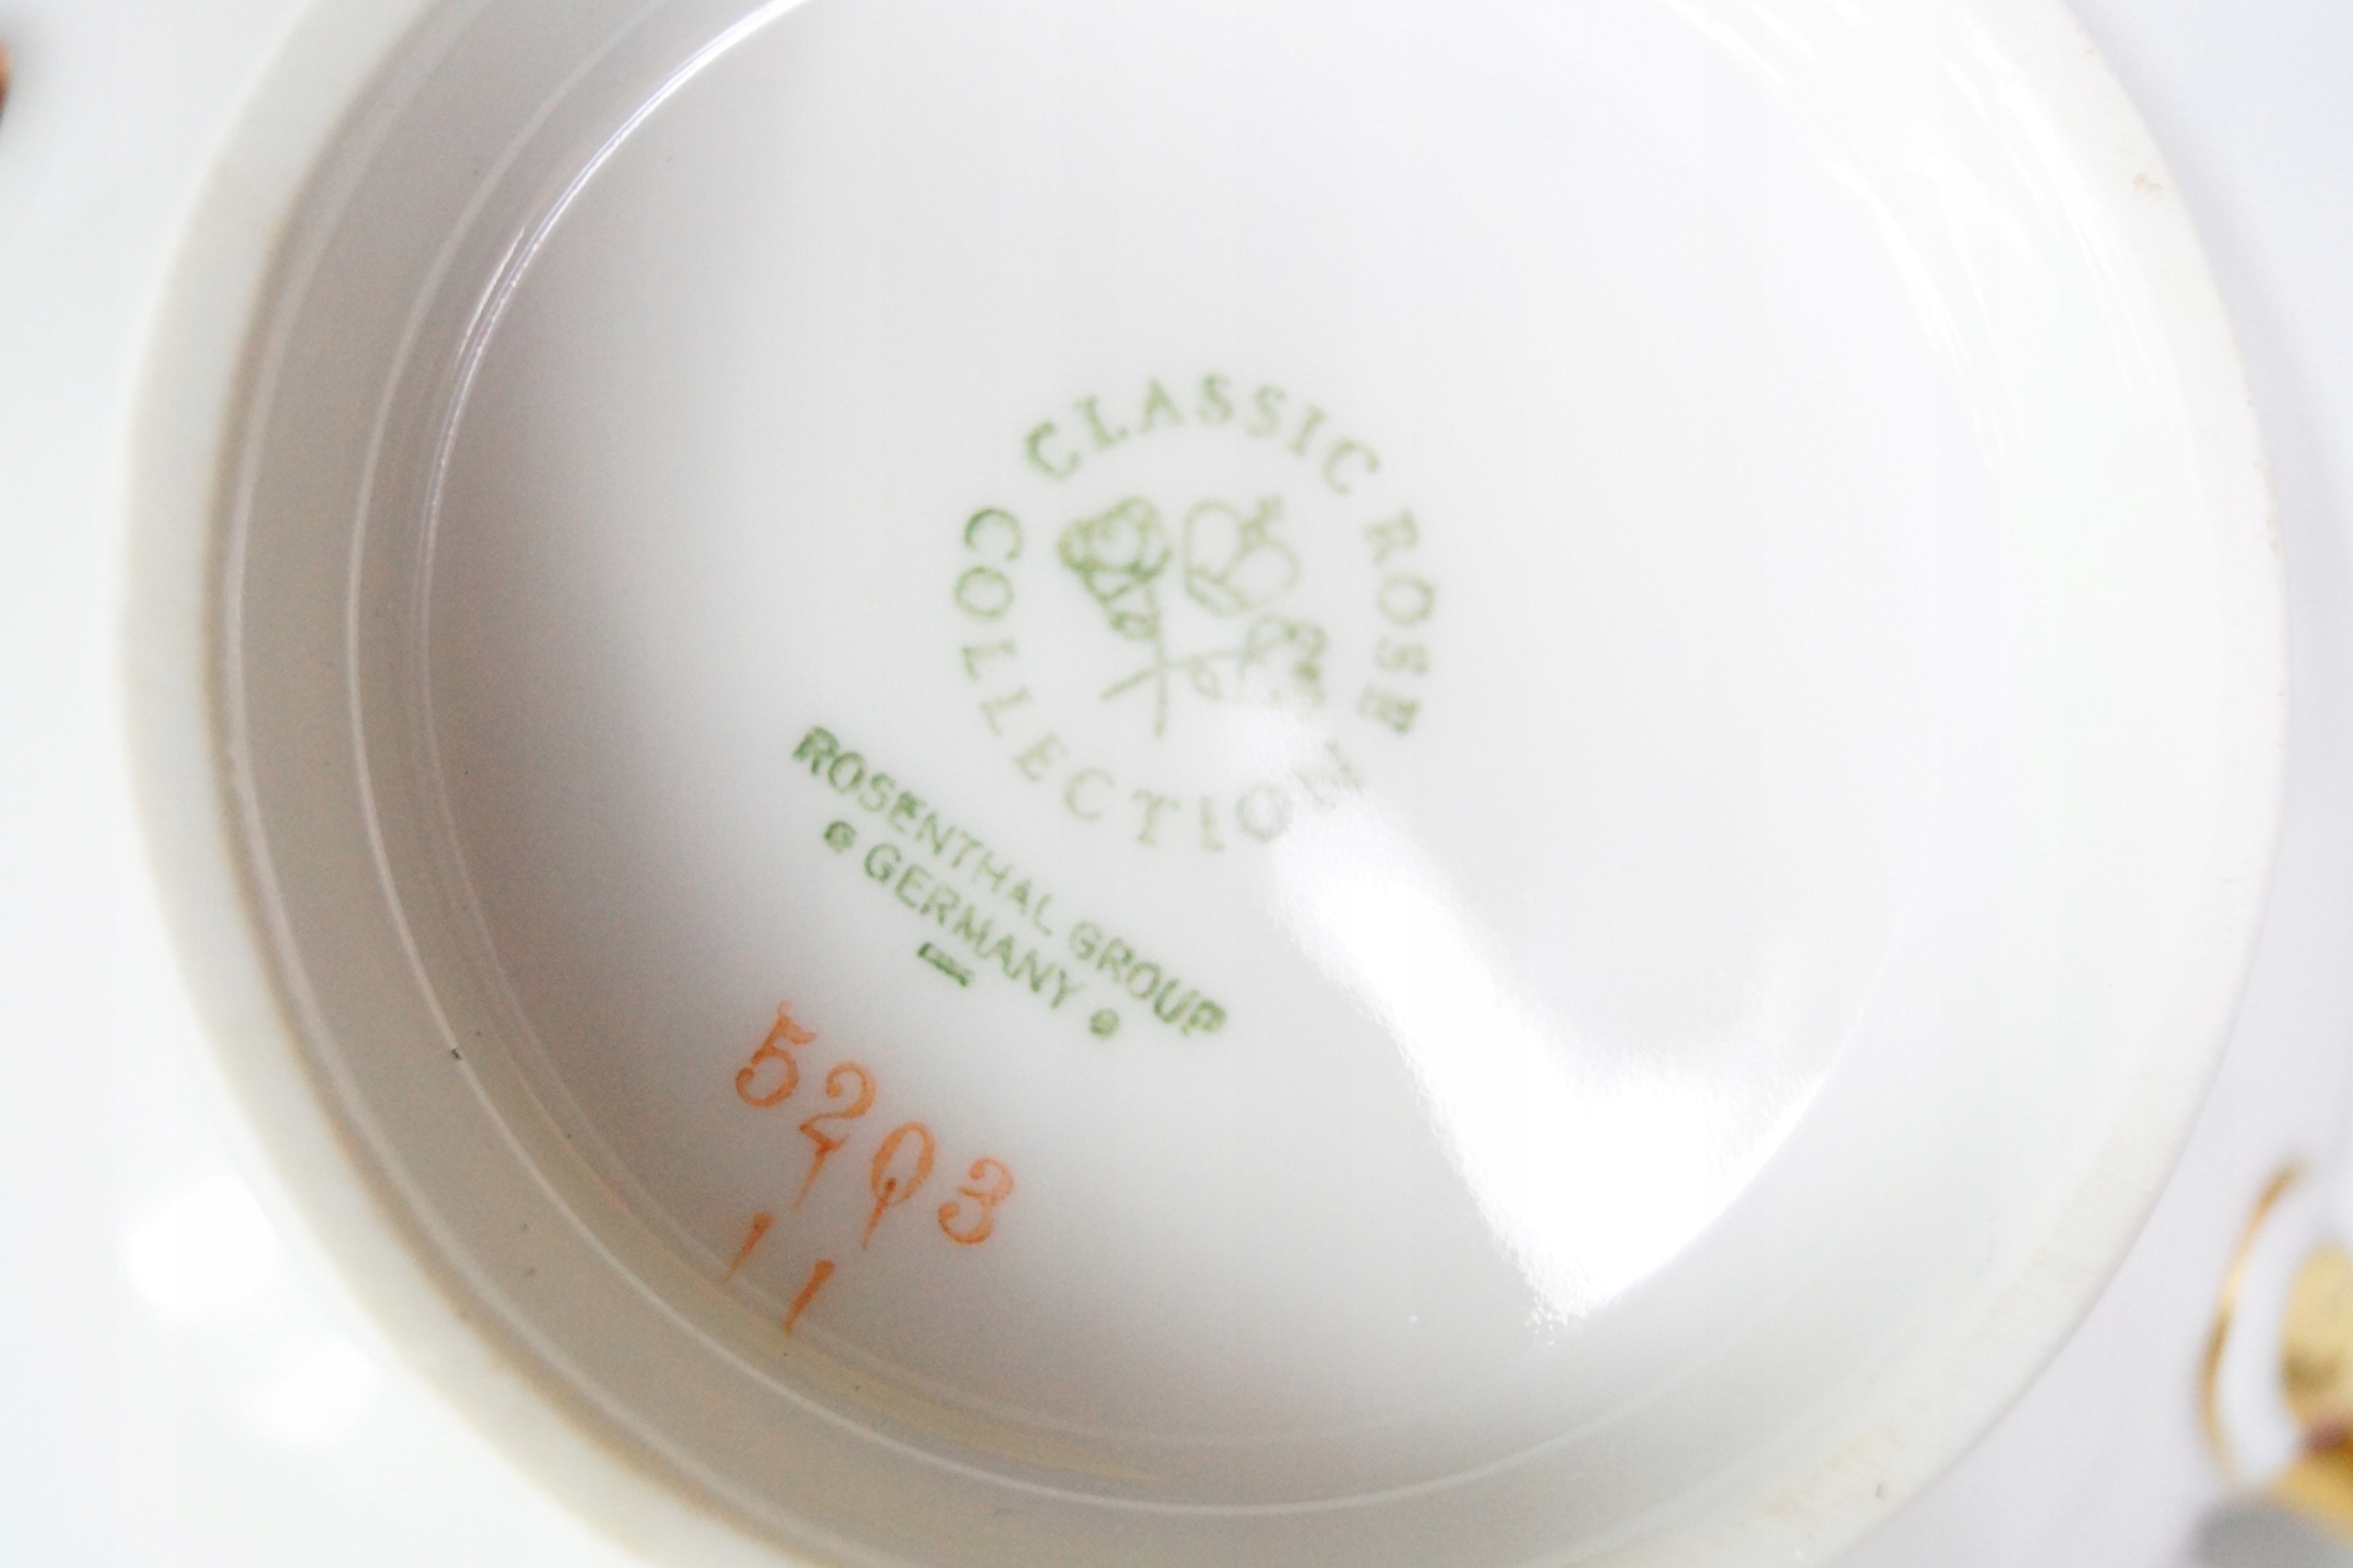 CLASSIC ROSE
COLLECTION
ROSENTHAL GROUP
GERMANY
5203
11